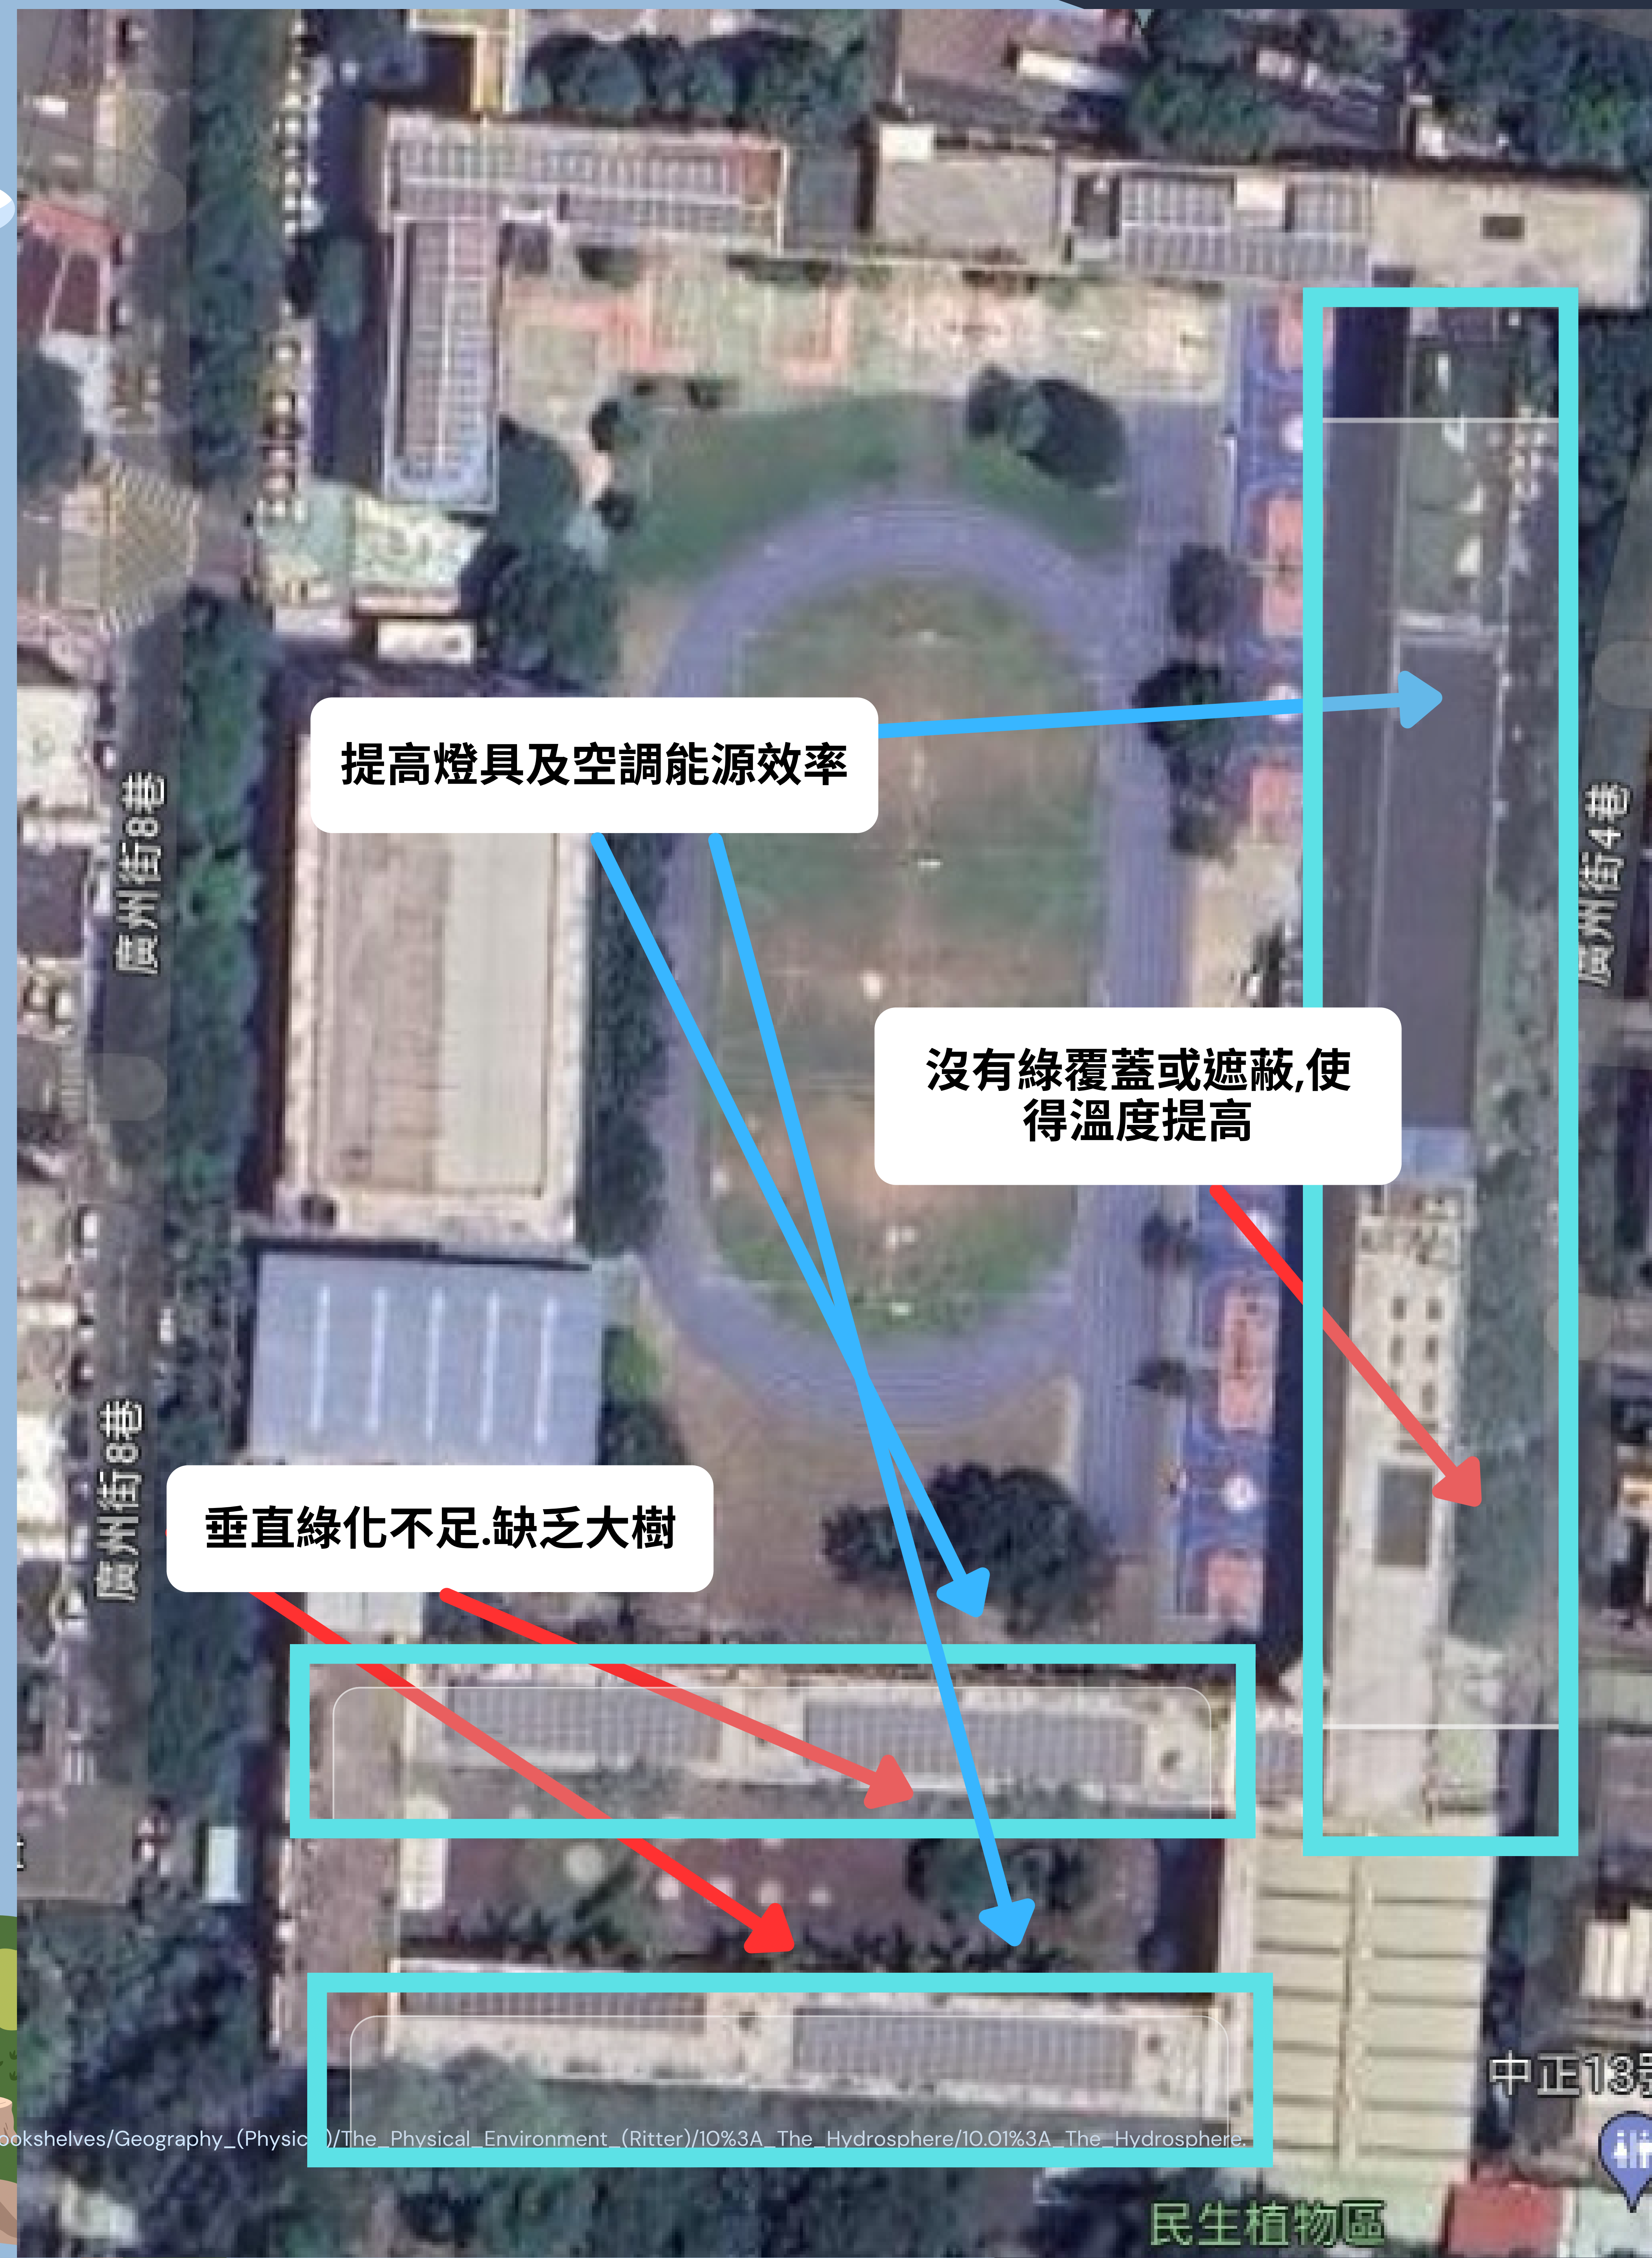 提高燈具及空調能源效率
廣州街8巷
廣州街4巷
沒有綠覆蓋或遮蔽,使
得溫度提高
廣州街8巷
垂直綠化不足.缺乏大樹
中正13
ookshelves/Geography_(Physical)/The_Physical_Environment_(Ritter)/10%3A_The_Hydrosphere/10.01%3A_The_Hydrosphere.
民生植物區